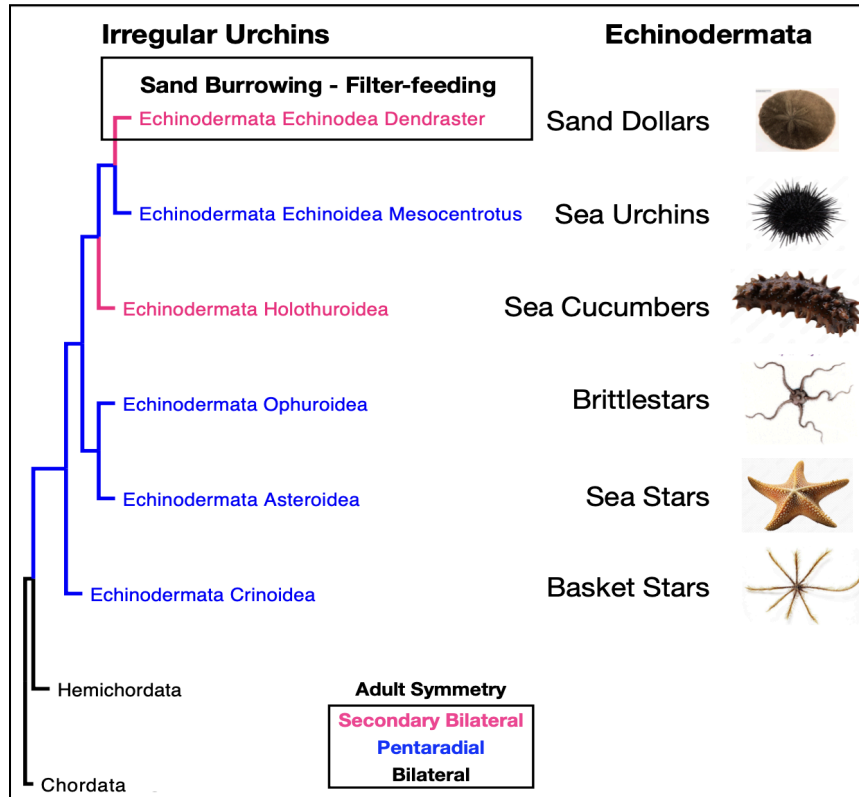 Irregular Urchins
Echinodermata
Sand Burrowing - Filter-feeding
Echinodermata Echinodea Dendraster
Sand Dollars
Echinodermata Echinoidea Mesocentrotus
Sea Urchins
Echinodermata Holothuroidea
Sea Cucumbers
Echinodermata Ophuroidea
Brittlestars
Echinodermata Asteroidea
Sea Stars
Echinodermata Crinoidea
Basket Stars
Hemichordata
Adult Symmetry
Secondary Bilateral
Pentaradial
Bilateral
Chordata